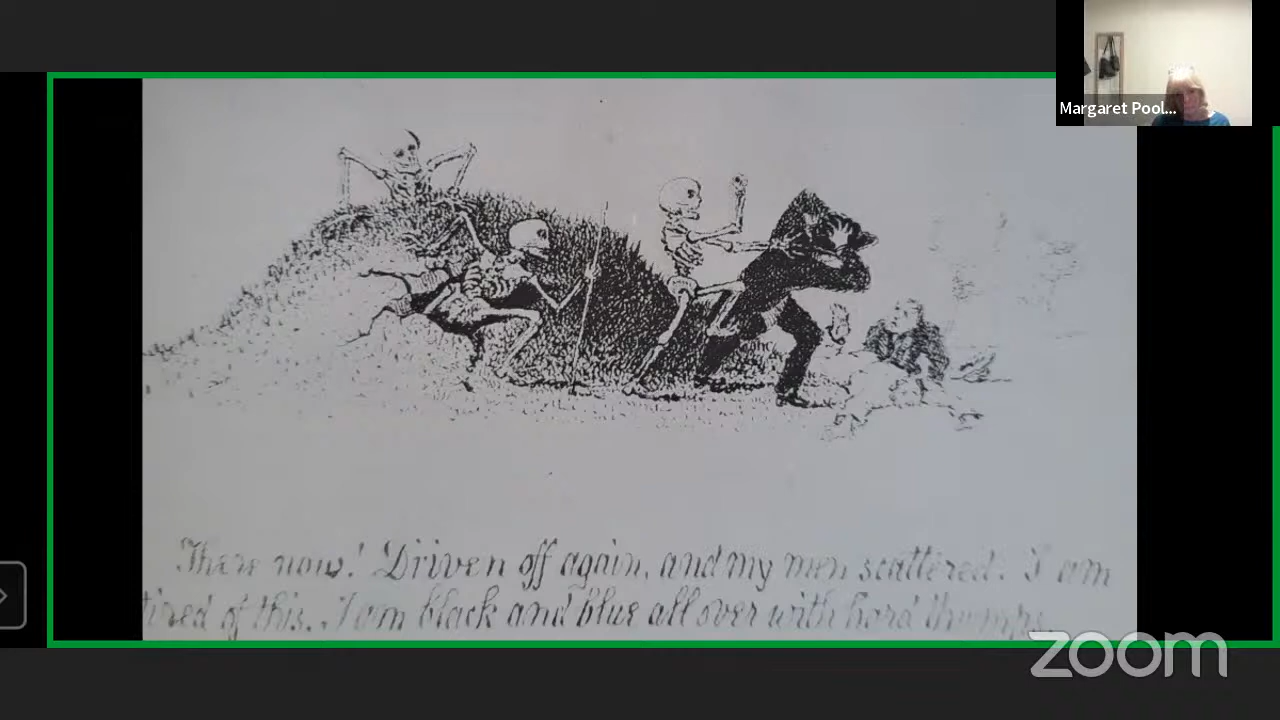 Margaret Pool...
There now! Driven off again, and my men scattered. I am
tired of this. I am black and blue all over with hard thumps.
zoom